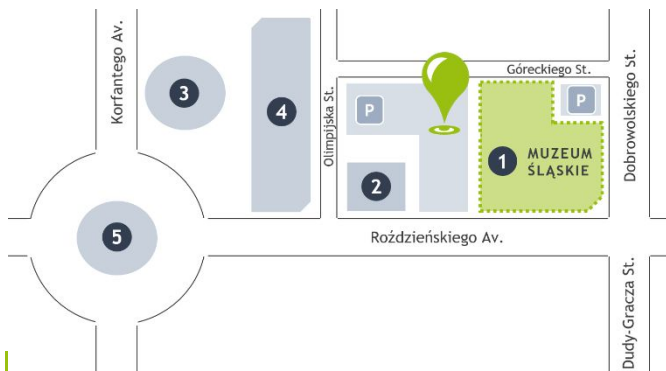 Korfantego Av.
3
4
Olimpijska St.
P
2
Góreckiego St.
P
1
MUZEUM
ŚLĄSKIE
Dobrowolskiego St.
5
Roździeńskiego Av.
Dudy-Gracza St.